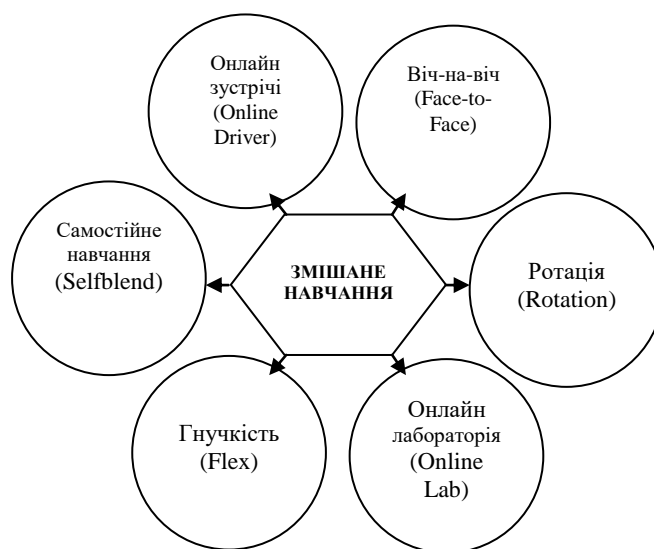 Онлайн
зустрічі
(Online
Driver)
Віч-на-віч
(Face-to-
Face)
Самостійне
навчання
(Selfblend)
ЗМІШАНЕ
НАВЧАННЯ
Ротація
(Rotation)
Гнучкість
(Flex)
Онлайн
лабораторія
(Online
Lab)